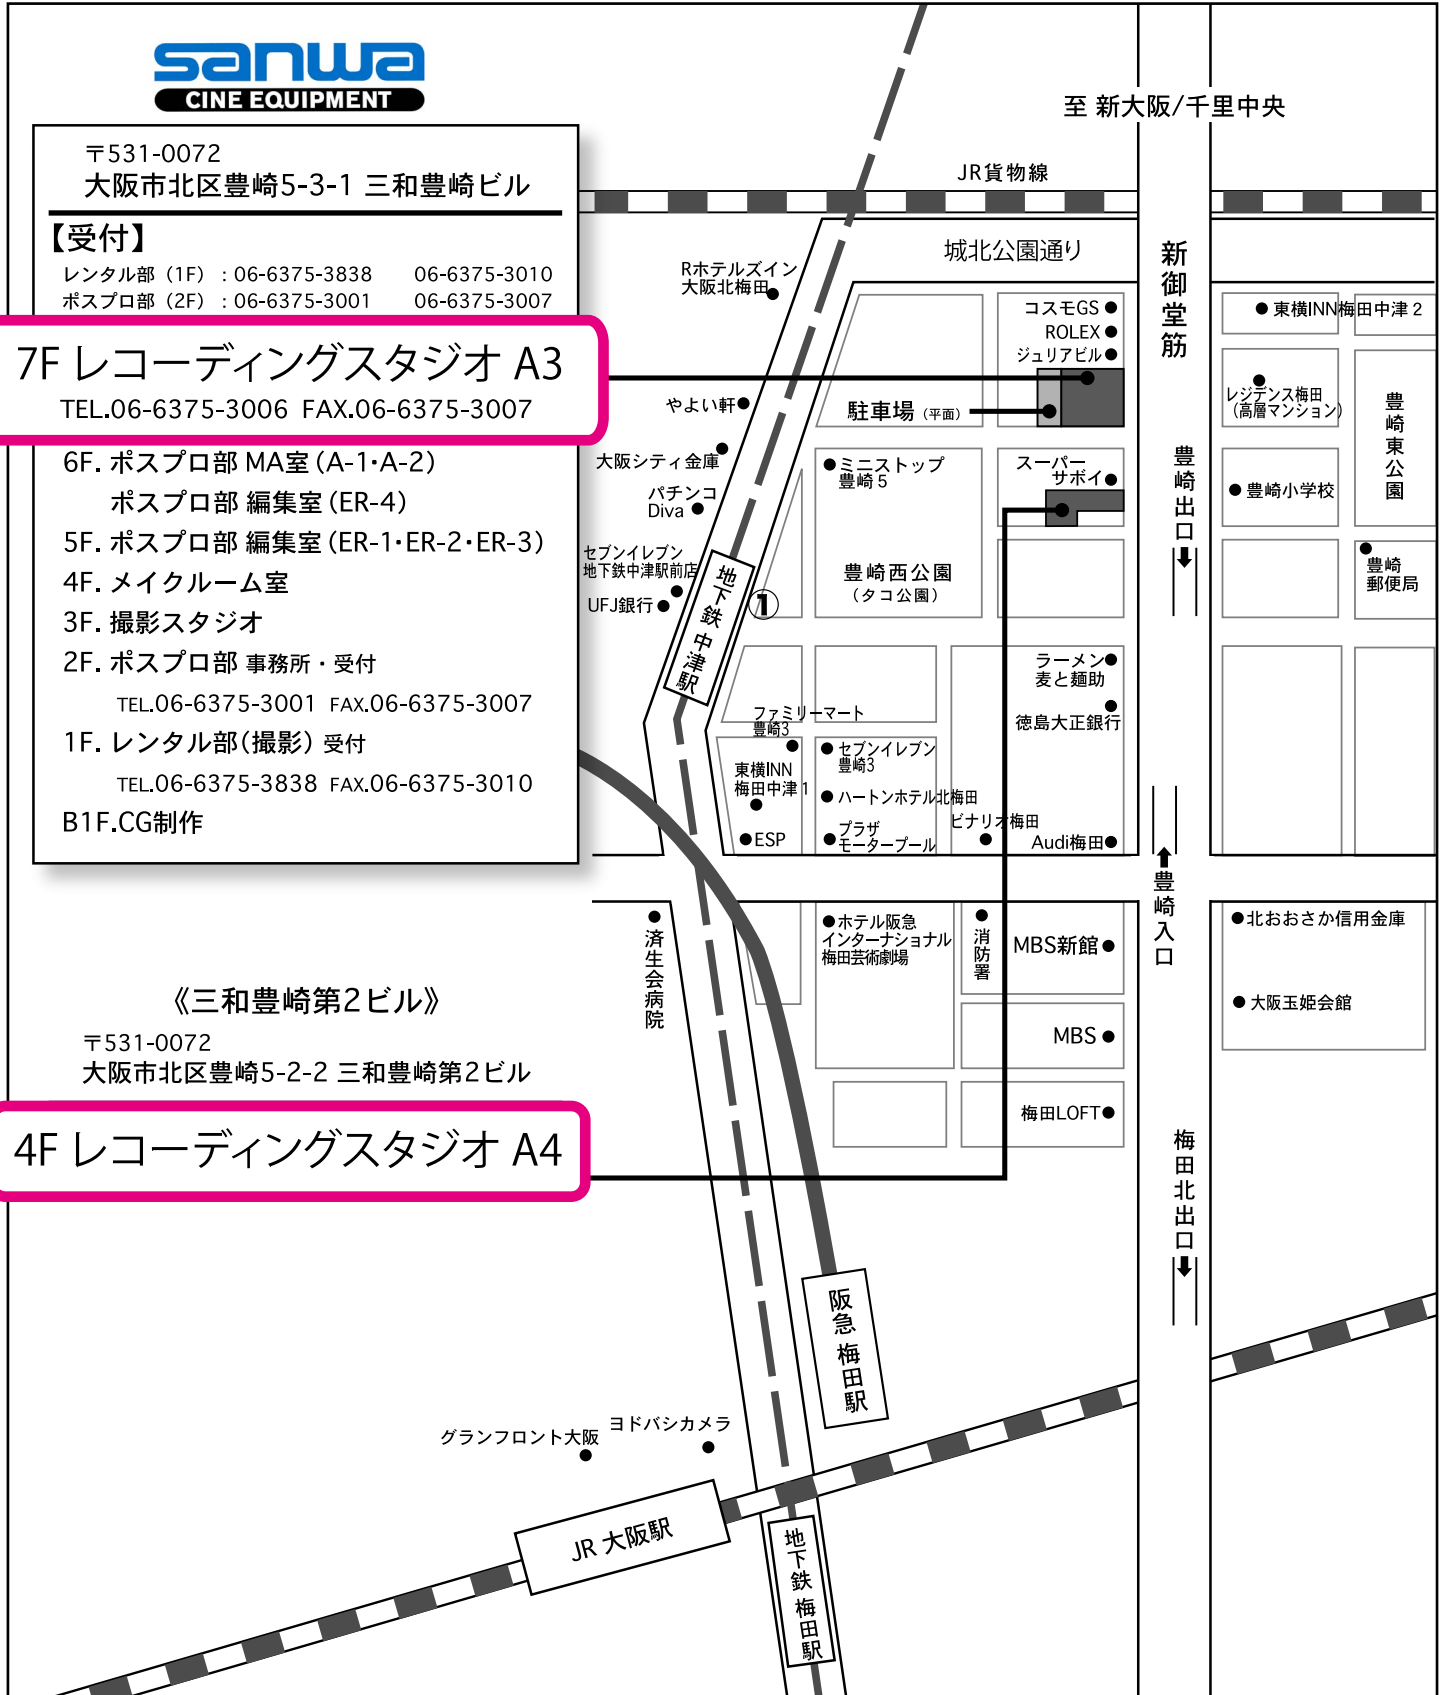 sanwa
CINE EQUIPMENT
〒531-0072
大阪市北区豊崎5-3-1 三和豊崎ビル
【受付】
レンタル部（1F）：06-6375-3838 06-6375-3010
ポスプロ部（2F）：06-6375-3001 06-6375-3007
7F レコーディングスタジオ A3
TEL.06-6375-3006 FAX.06-6375-3007
6F. ポスプロ部 MA室（A-1・A-2）
ポスプロ部 編集室（ER-4）
5F. ポスプロ部 編集室（ER-1・ER-2・ER-3）
4F. メイクルーム室
3F. 撮影スタジオ
2F. ポスプロ部 事務所・受付
TEL.06-6375-3001 FAX.06-6375-3007
1F. レンタル部（撮影）受付
TEL.06-6375-3838 FAX.06-6375-3010
B1F.CG制作
《三和豊崎第2ビル》
〒531-0072
大阪市北区豊崎5-2-2 三和豊崎第2ビル
4F レコーディングスタジオ A4
至 新大阪/千里中央
JR貨物線
城北公園通り
新御堂筋
Rホテルズイン
大阪北梅田
コスモGS
ROLEX
ジュリアビル
東横INN梅田中津 2
レジデンス梅田
（高層マンション）
豊崎東公園
やよい軒
駐車場（平面）
大阪シティ金庫
パチンコ
Diva
ミニストップ
豊崎 5
スーパー
サボイ
豊崎出口
豊崎小学校
セブンイレブン
地下鉄中津駅前店
UFJ銀行
地下鉄 中津駅
①
豊崎西公園
（タコ公園）
豊崎
郵便局
ラーメン
麦と麺助
徳島大正銀行
ファミリーマート
豊崎3
セブンイレブン
豊崎3
東横INN
梅田中津 1
ハートンホテル北梅田
ESP
プラザ
モータープール
ビナリオ梅田
Audi梅田
豊崎入口
済生会病院
ホテル阪急
インターナショナル
梅田芸術劇場
消防署
MBS新館
MBS
梅田LOFT
北おおさか信用金庫
大阪玉姫会館
梅田北出口
阪急 梅田駅
グランフロント大阪
ヨドバシカメラ
JR 大阪駅
地下鉄 梅田駅